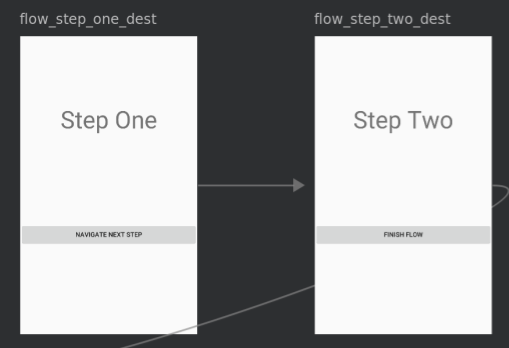 flow_step_one_dest
flow_step_two_dest
Step One
Step Two
NAVIGATE NEXT STEP
FINISH FLOW